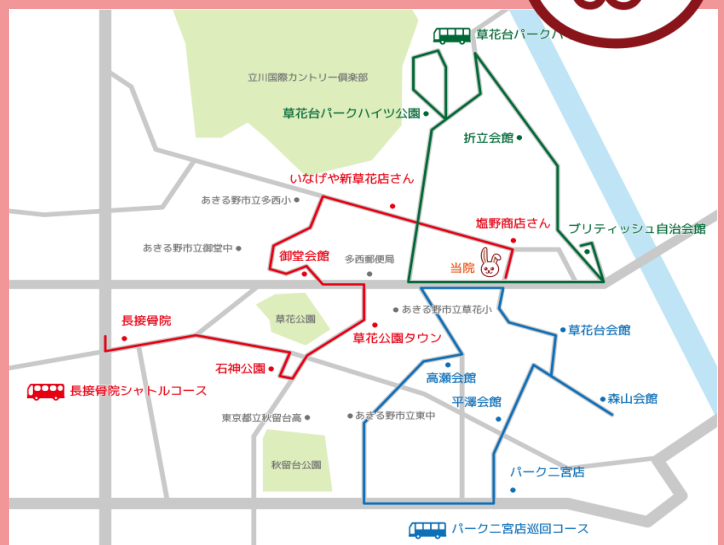 草花台パークハ
立川国際カントリー倶楽部
草花台パークハイツ公園
折立会館
いなげや新草花店さん
あきる野市立多西小
塩野商店さん
ブリティッシュ自治会館
あきる野市立御堂中
御堂会館
多西郵便局
当院
長接骨院
草花公園
あきる野市立草花小
草花公園タウン
草花台会館
石神公園
高瀬会館
長接骨院シャトルコース
平澤会館
森山会館
東京都立秋留台高
あきる野市立東中
秋留台公園
パーク二宮店
パーク二宮店巡回コース